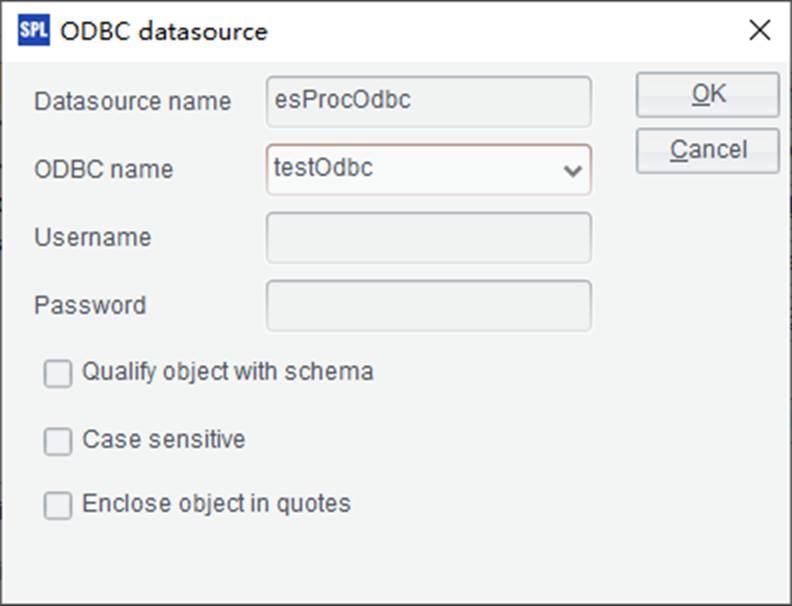 SPL ODBC datasource
Datasource name esProcOdbc OK
ODBC name testOdbc Cancel
Username
Password
Qualify object with schema
Case sensitive
Enclose object in quotes